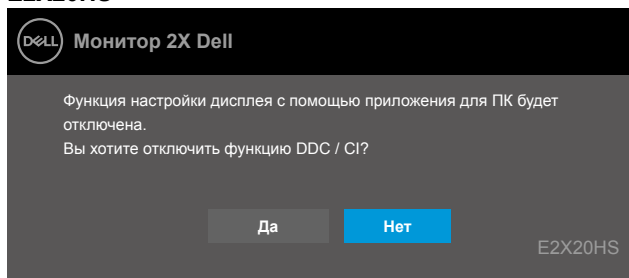 E2X20HS
DELL Монитор 2X Dell
Функция настройки дисплея с помощью приложения для ПК будет
отключена.
Вы хотите отключить функцию DDC / CI?
Да Нет
E2X20HS